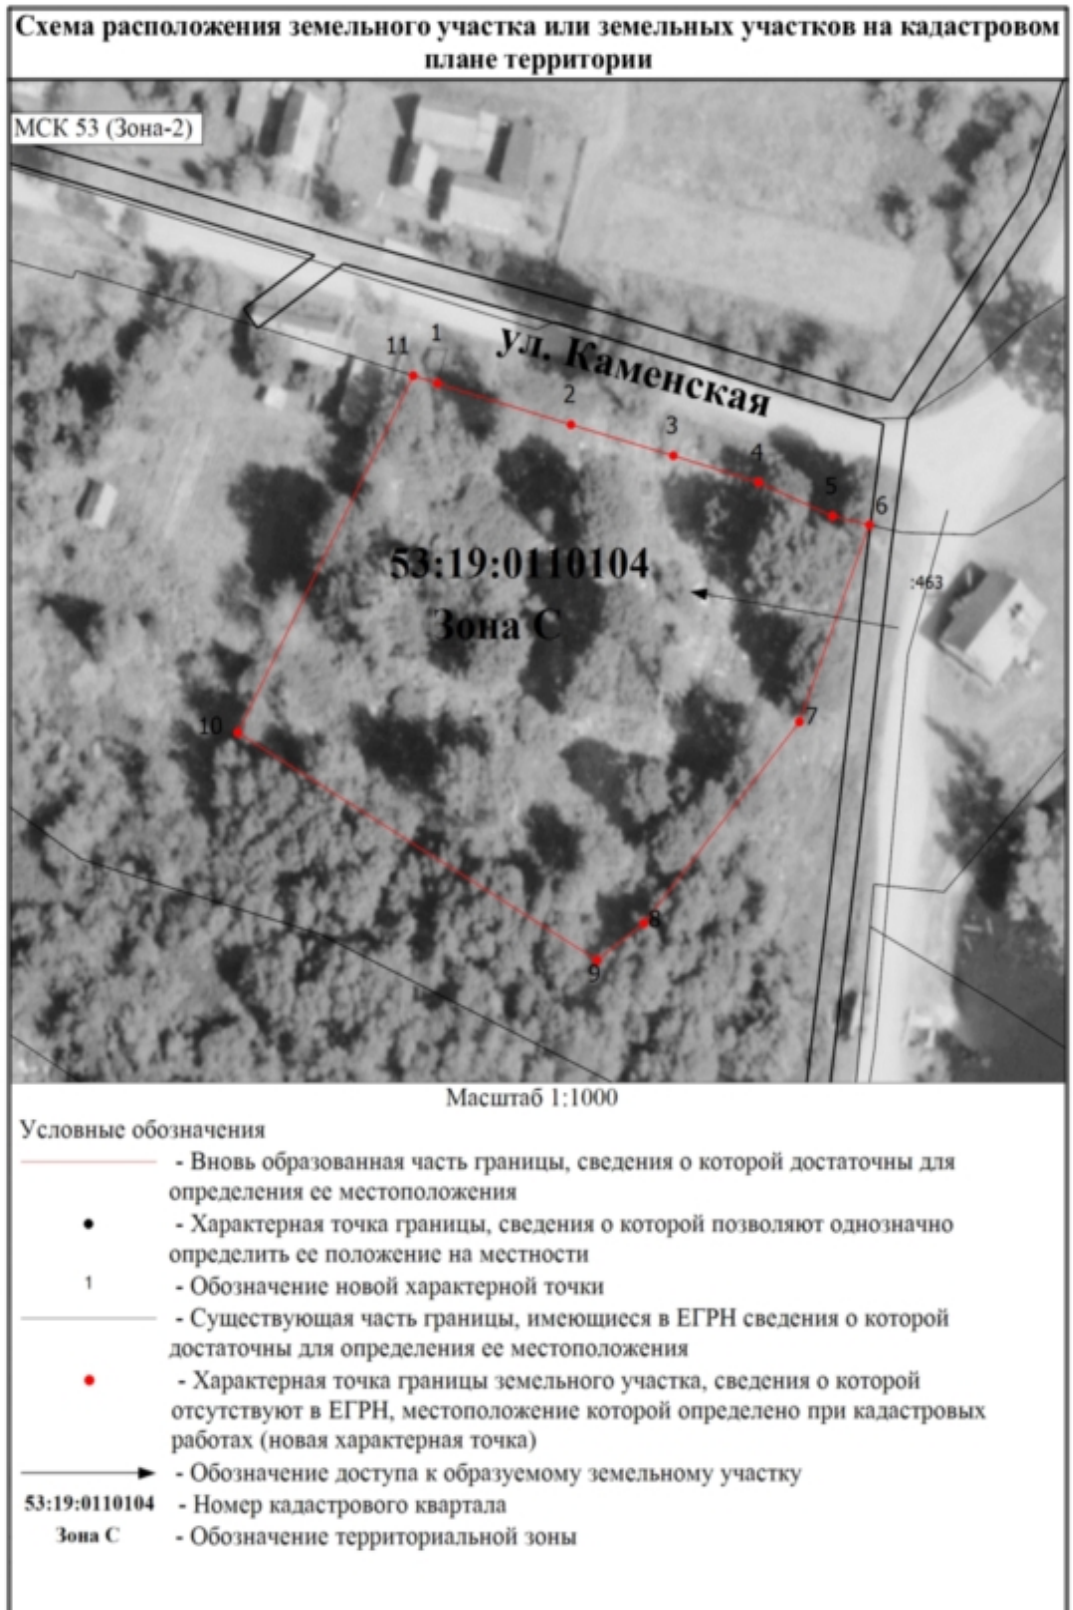 Схема расположения земельного участка или земельных участков на кадастровом
плане территории
МСК 53 (Зона-2)
ул. Каменская
11
1
2
3
4
5
6
53:19:0110104
Зона С
:463
7
10
8
9
Масштаб 1:1000
Условные обозначения
- Вновь образованная часть границы, сведения о которой достаточны для
определения ее местоположения
- Характерная точка границы, сведения о которой позволяют однозначно
определить ее положение на местности
1 - Обозначение новой характерной точки
- Существующая часть границы, имеющиеся в ЕГРН сведения о которой
достаточны для определения ее местоположения
- Характерная точка границы земельного участка, сведения о которой
отсутствуют в ЕГРН, местоположение которой определено при кадастровых
работах (новая характерная точка)
- Обозначение доступа к образуемому земельному участку
53:19:0110104 - Номер кадастрового квартала
Зона С - Обозначение территориальной зоны